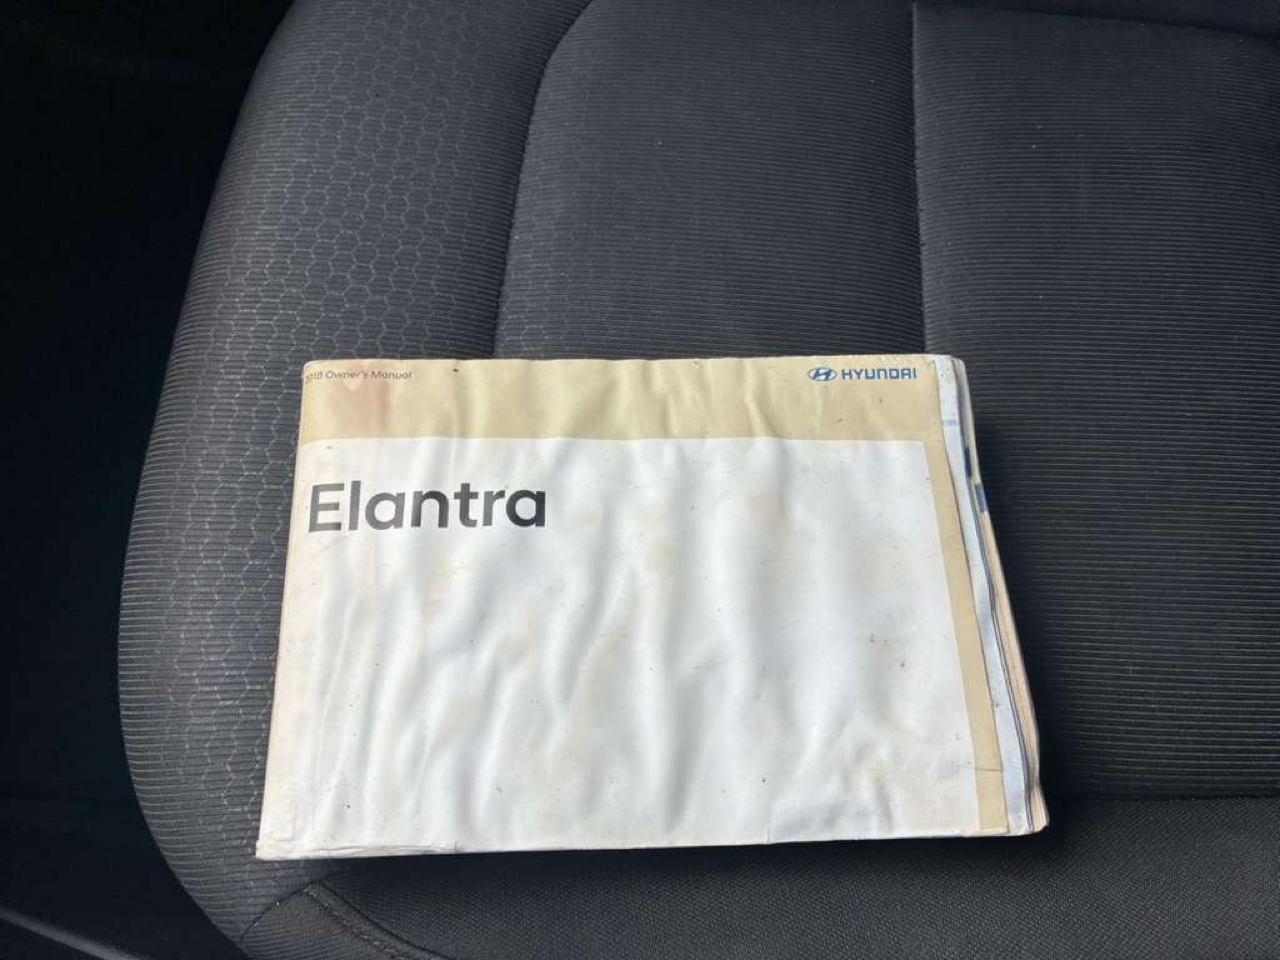 2018 Owner's Manual
HYUNDAI
Elantra